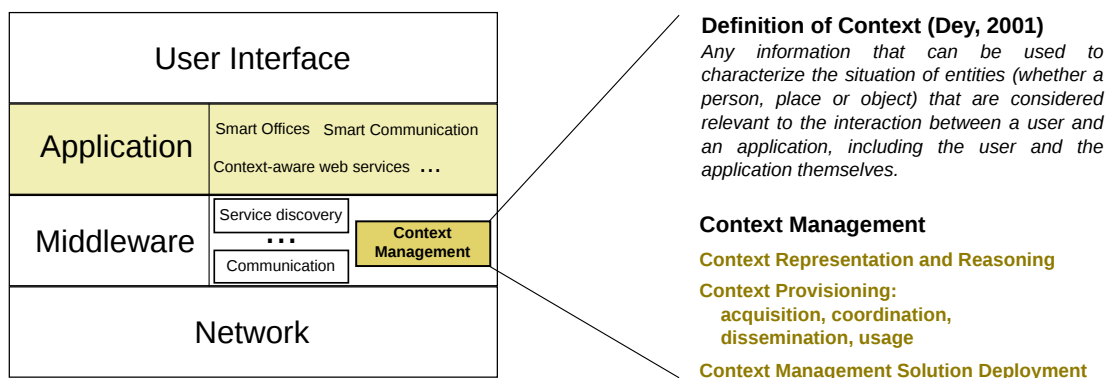 User Interface
Application
Smart Offices Smart Communication
Context-aware web services ...
Middleware
Service discovery
...
Communication
Context
Management
Network
Definition of Context (Dey, 2001)
Any information that can be used to
characterize the situation of entities (whether a
person, place or object) that are considered
relevant to the interaction between a user and
an application, including the user and the
application themselves.
Context Management
Context Representation and Reasoning
Context Provisioning:
acquisition, coordination,
dissemination, usage
Context Management Solution Deployment